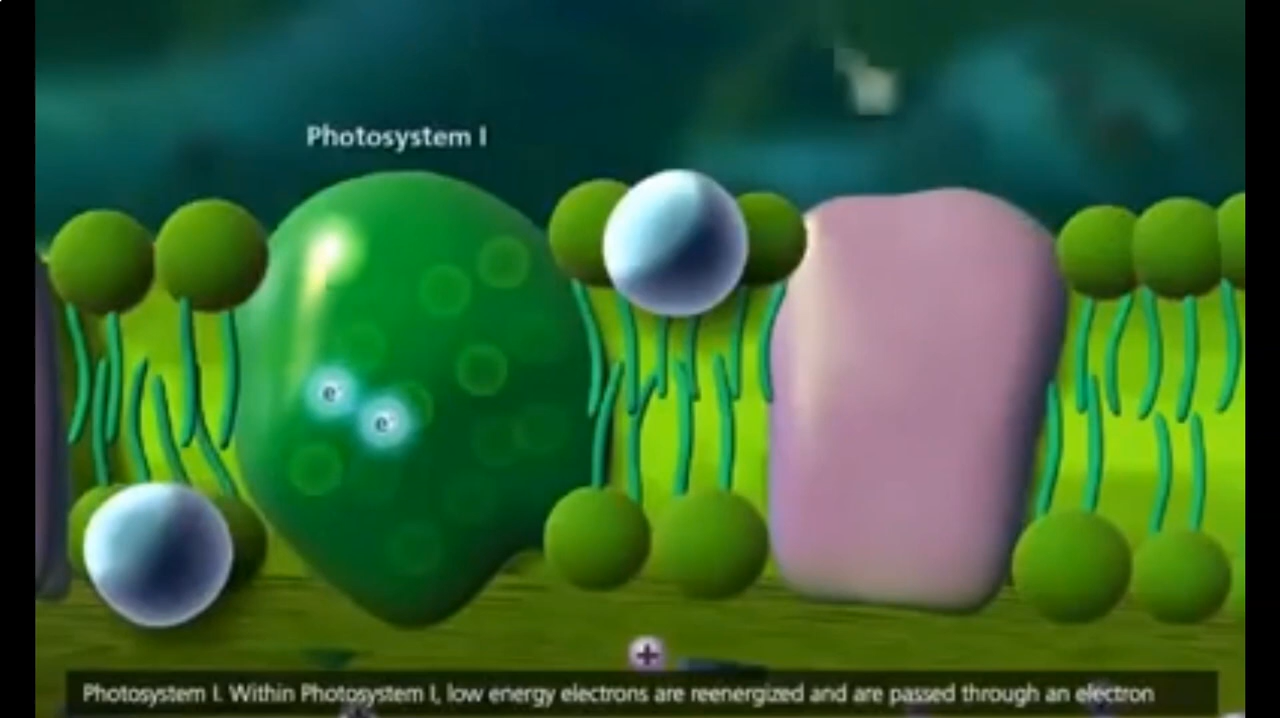 Photosystem I
e⁻
e⁻
+
Photosystem I. Within Photosystem I, low energy electrons are reenergized and are passed through an electron